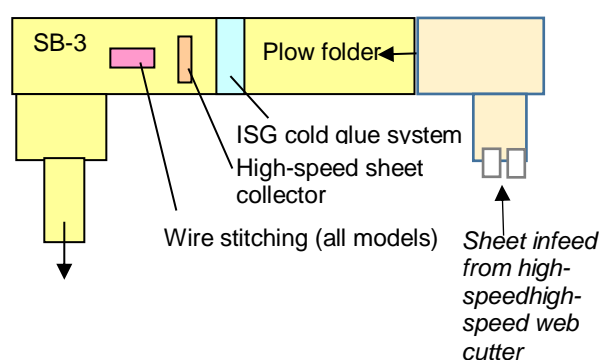 SB-3
Plow folder
ISG cold glue system
High-speed sheet
collector
Wire stitching (all models)
Sheet infeed
from high-
speedhigh-
speed web
cutter